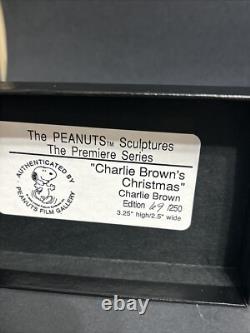 The PEANUTS™ Sculptures
The Premiere Series
AUTHENTICATED BY
PEANUTS FILM GALLERY
"Charlie Brown's
Christmas"
Charlie Brown
Edition 69 /250
3.25" high/2.5" wide